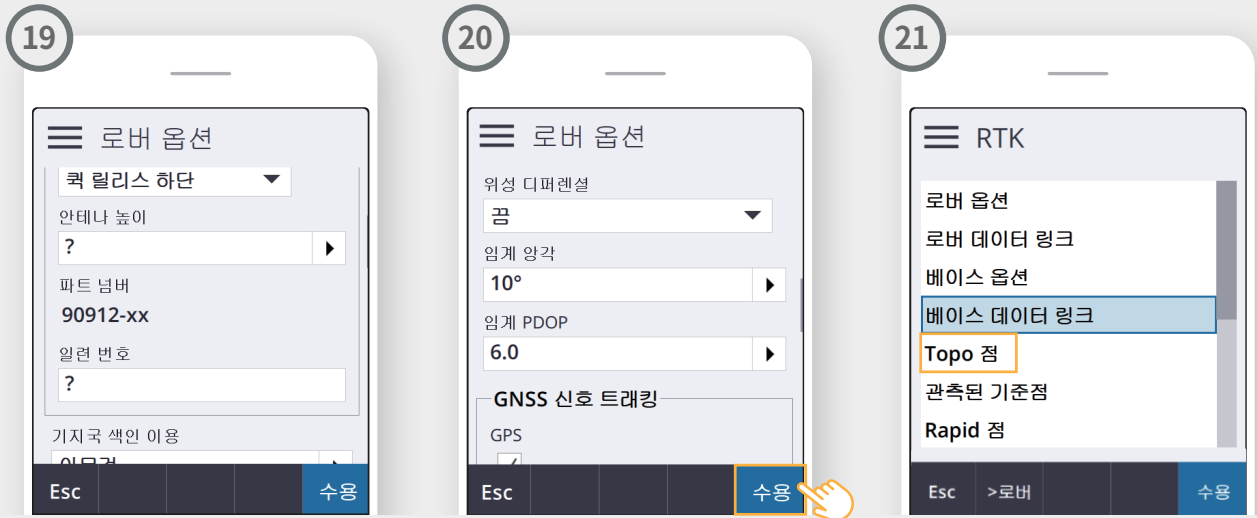 19
로버 옵션
퀵 릴리스 하단
안테나 높이
?
파트 넘버
90912-xx
일련 번호
?
기지국 색인 이용
Esc
수용
20
로버 옵션
위성 디퍼렌셜
끔
임계 앙각
10°
임계 PDOP
6.0
GNSS 신호 트래킹
GPS
Esc
수용
21
RTK
로버 옵션
로버 데이터 링크
베이스 옵션
베이스 데이터 링크
Topo 점
관측된 기준점
Rapid 점
Esc >로버 수용